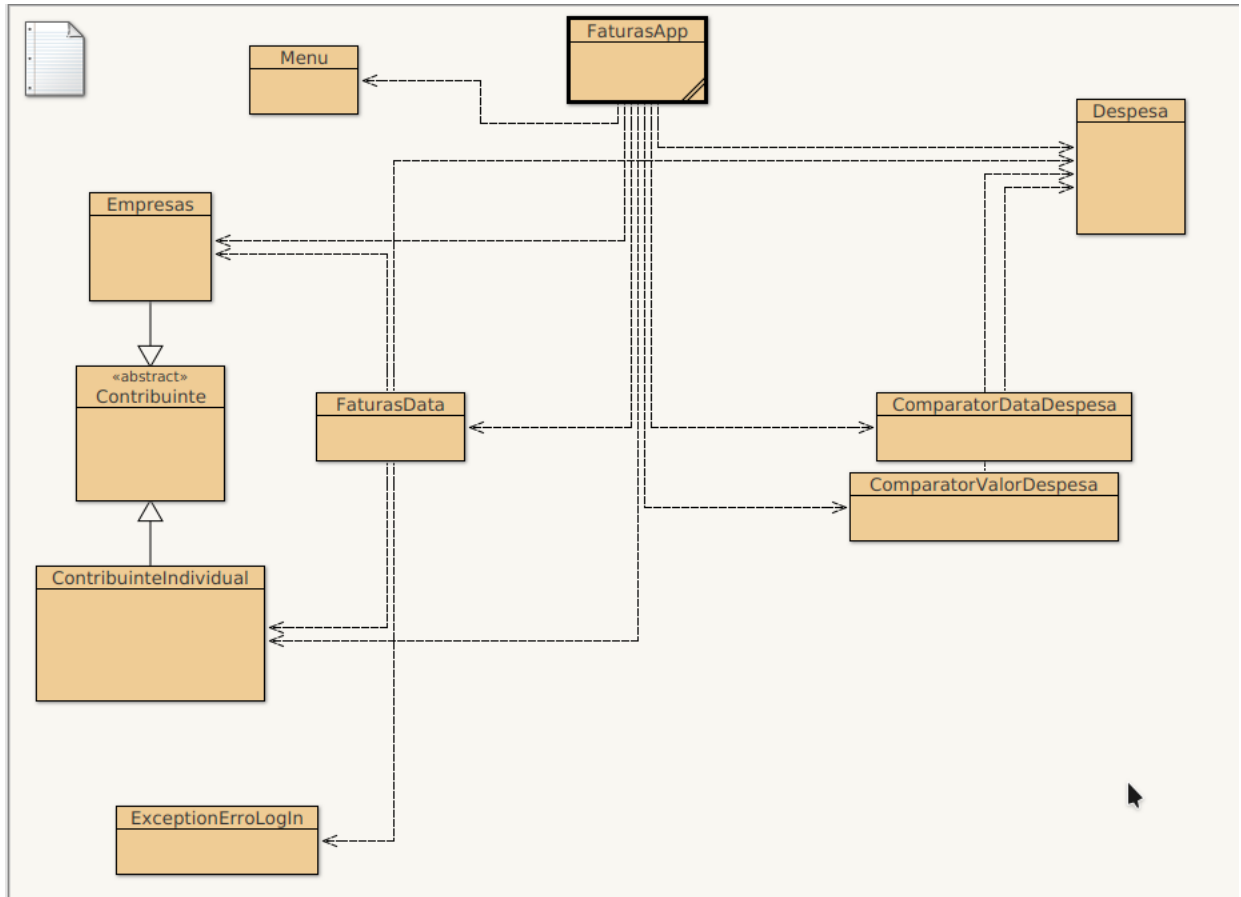 FaturasApp
Menu
Despesa
Empresas
«abstract»
Contribuinte
FaturasData
ComparatorDataDespesa
ComparatorValorDespesa
ContribuinteIndividual
ExceptionErroLogIn